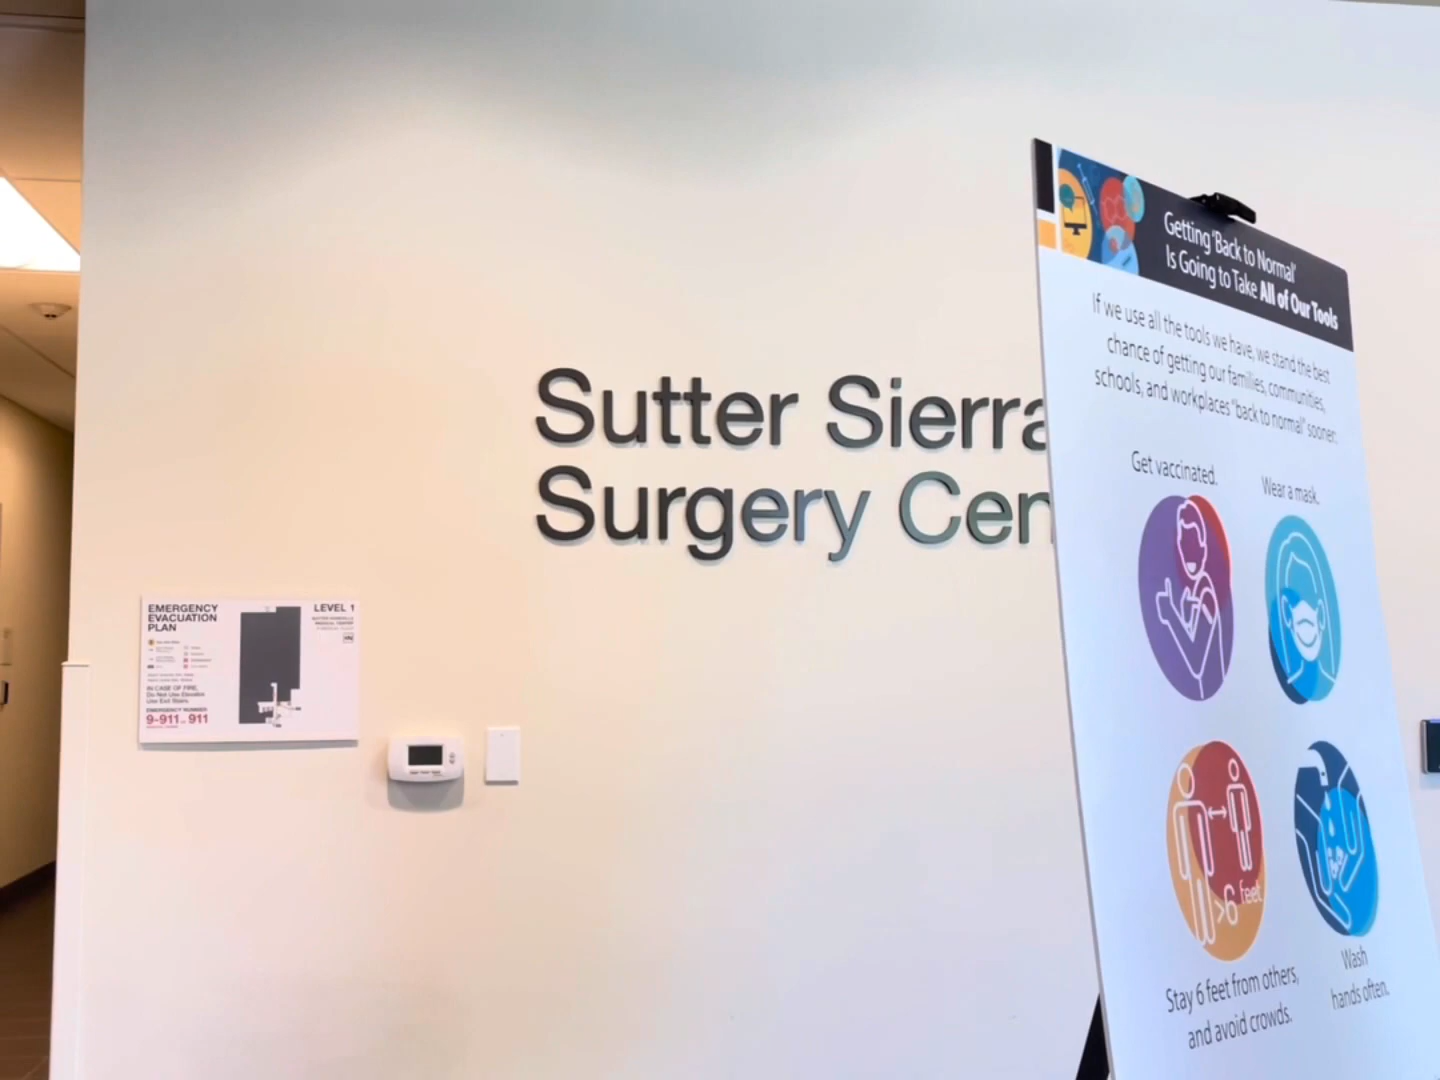 Sutter Sierra
Surgery Cen
EMERGENCY
EVACUATION
PLAN
LEVEL 1
IN CASE OF FIRE,
Do Not Use Elevator
Use Exit Stairs.
EMERGENCY NUMBER
9-911 or 911
Getting 'Back to Normal'
Is Going to Take All of Our Tools
If we use all the tools we have, we stand the best
chance of getting our families, communities,
schools, and workplaces "back to normal" sooner:
Get vaccinated.
Wear a mask.
>6 feet
Stay 6 feet from others,
and avoid crowds.
Wash
hands often.